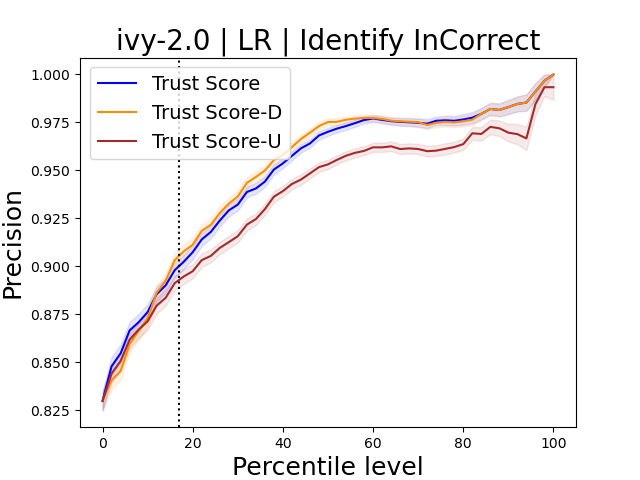 ivy-2.0 | LR | Identify InCorrect
Trust Score
Trust Score-D
Trust Score-U
Precision
1.000
0.975
0.950
0.925
0.900
0.875
0.850
0.825
0
20
40
60
80
100
Percentile level